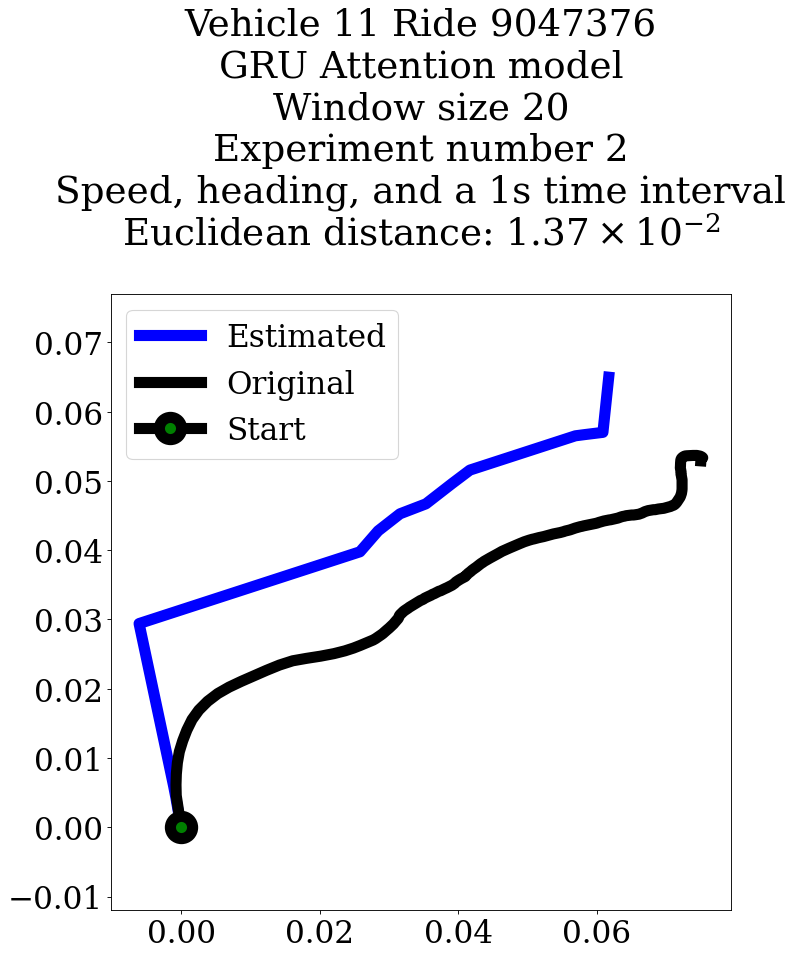 Vehicle 11 Ride 9047376
GRU Attention model
Window size 20
Experiment number 2
Speed, heading, and a 1s time interval
Euclidean distance: 1.37 × 10⁻²
Estimated
Original
Start
0.07
0.06
0.05
0.04
0.03
0.02
0.01
0.00
−0.01
0.00 0.02 0.04 0.06